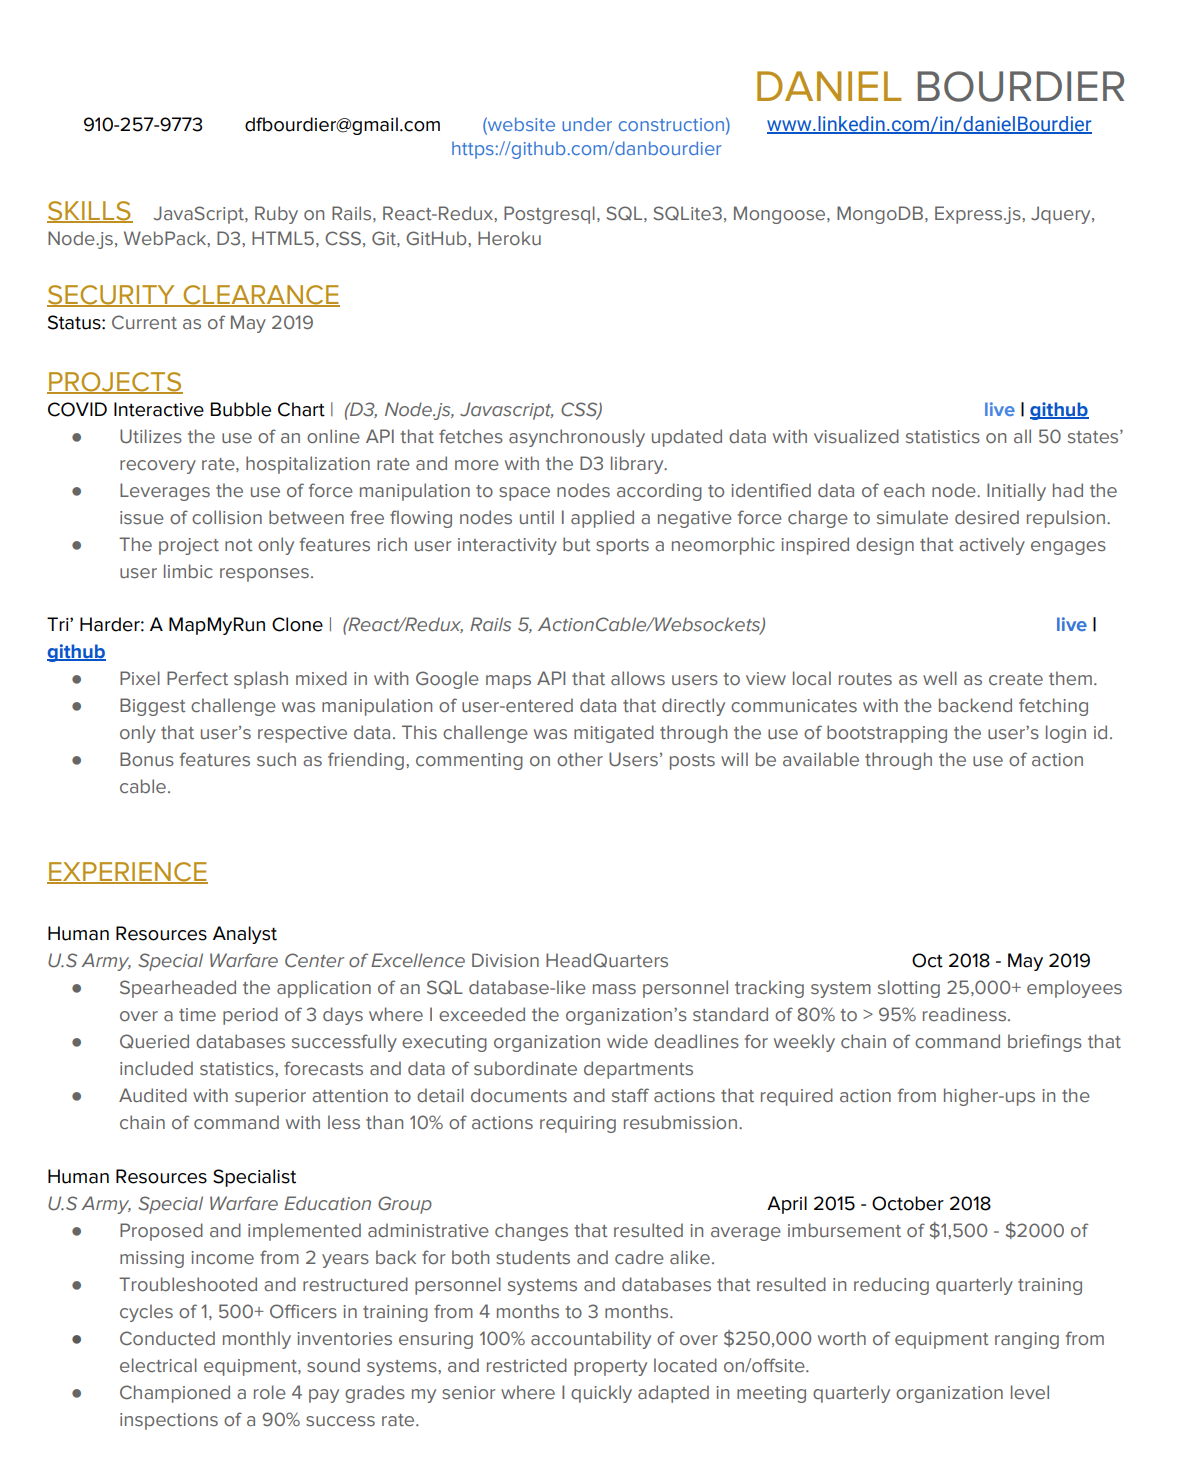 DANIEL BOURDIER
910-257-9773 dfbourdier@gmail.com (website under construction) www.linkedin.com/in/danielBourdier
https://github.com/danbourdier
SKILLS JavaScript, Ruby on Rails, React-Redux, Postgresql, SQL, SQLite3, Mongoose, MongoDB, Express.js, Jquery,
Node.js, WebPack, D3, HTML5, CSS, Git, GitHub, Heroku
SECURITY CLEARANCE
Status: Current as of May 2019
PROJECTS
COVID Interactive Bubble Chart | (D3, Node.js, Javascript, CSS) live | github
● Utilizes the use of an online API that fetches asynchronously updated data with visualized statistics on all 50 states’
recovery rate, hospitalization rate and more with the D3 library.
● Leverages the use of force manipulation to space nodes according to identified data of each node. Initially had the
issue of collision between free flowing nodes until I applied a negative force charge to simulate desired repulsion.
● The project not only features rich user interactivity but sports a neomorphic inspired design that actively engages
user limbic responses.
Tri’ Harder: A MapMyRun Clone | (React/Redux, Rails 5, ActionCable/Websockets) live |
github
● Pixel Perfect splash mixed in with Google maps API that allows users to view local routes as well as create them.
● Biggest challenge was manipulation of user-entered data that directly communicates with the backend fetching
only that user’s respective data. This challenge was mitigated through the use of bootstrapping the user’s login id.
● Bonus features such as friending, commenting on other Users’ posts will be available through the use of action
cable.
EXPERIENCE
Human Resources Analyst
U.S Army, Special Warfare Center of Excellence Division HeadQuarters Oct 2018 - May 2019
● Spearheaded the application of an SQL database-like mass personnel tracking system slotting 25,000+ employees
over a time period of 3 days where I exceeded the organization’s standard of 80% to > 95% readiness.
● Queried databases successfully executing organization wide deadlines for weekly chain of command briefings that
included statistics, forecasts and data of subordinate departments
● Audited with superior attention to detail documents and staff actions that required action from higher-ups in the
chain of command with less than 10% of actions requiring resubmission.
Human Resources Specialist
U.S Army, Special Warfare Education Group April 2015 - October 2018
● Proposed and implemented administrative changes that resulted in average imbursement of $1,500 - $2000 of
missing income from 2 years back for both students and cadre alike.
● Troubleshooted and restructured personnel systems and databases that resulted in reducing quarterly training
cycles of 1, 500+ Officers in training from 4 months to 3 months.
● Conducted monthly inventories ensuring 100% accountability of over $250,000 worth of equipment ranging from
electrical equipment, sound systems, and restricted property located on/offsite.
● Championed a role 4 pay grades my senior where I quickly adapted in meeting quarterly organization level
inspections of a 90% success rate.